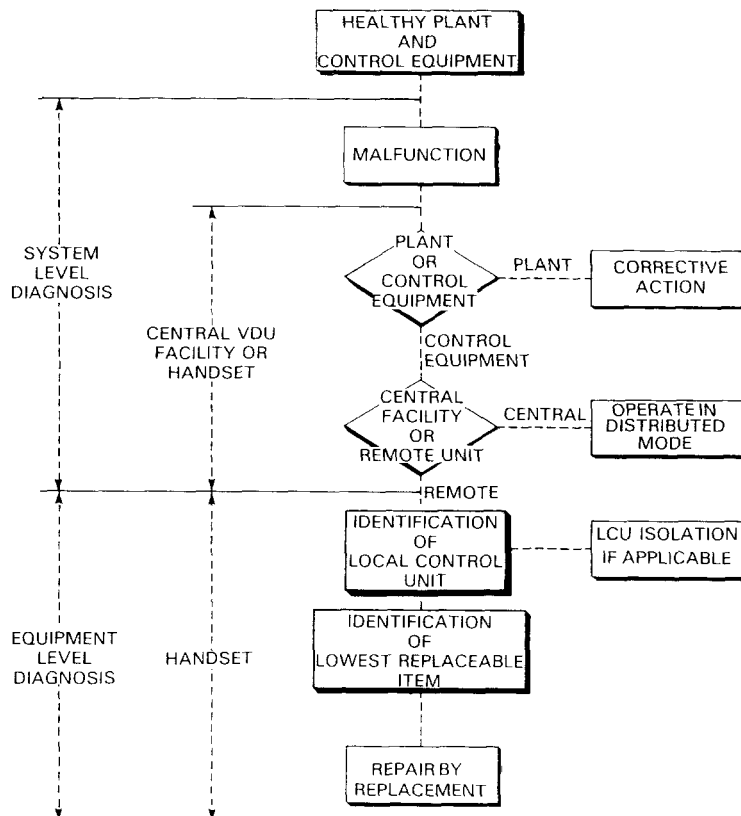 HEALTHY PLANT
AND
CONTROL EQUIPMENT
MALFUNCTION
SYSTEM
LEVEL
DIAGNOSIS
CENTRAL VDU
FACILITY OR
HANDSET
PLANT
OR
CONTROL
EQUIPMENT
PLANT
CORRECTIVE
ACTION
CONTROL
EQUIPMENT
CENTRAL
FACILITY
OR
REMOTE UNIT
CENTRAL
OPERATE IN
DISTRIBUTED
MODE
REMOTE
IDENTIFICATION
OF
LOCAL CONTROL
UNIT
LCU ISOLATION
IF APPLICABLE
EQUIPMENT
LEVEL
DIAGNOSIS
HANDSET
IDENTIFICATION
OF
LOWEST REPLACEABLE
ITEM
REPAIR BY
REPLACEMENT